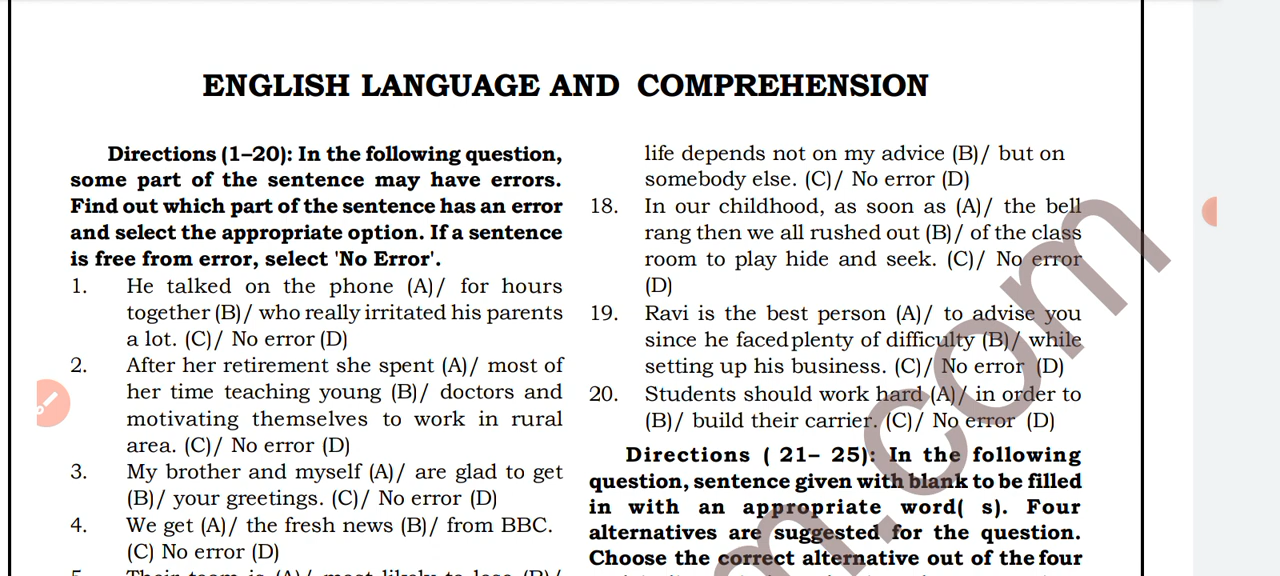 ENGLISH LANGUAGE AND COMPREHENSION
Directions (1–20): In the following question,
some part of the sentence may have errors.
Find out which part of the sentence has an error
and select the appropriate option. If a sentence
is free from error, select 'No Error'.
1. He talked on the phone (A)/ for hours
together (B)/ who really irritated his parents
a lot. (C)/ No error (D)
2. After her retirement she spent (A)/ most of
her time teaching young (B)/ doctors and
motivating themselves to work in rural
area. (C)/ No error (D)
3. My brother and myself (A)/ are glad to get
(B)/ your greetings. (C)/ No error (D)
4. We get (A)/ the fresh news (B)/ from BBC.
(C) No error (D)
5. Their team is (A)/ most likely to lose (B)/
life depends not on my advice (B)/ but on
somebody else. (C)/ No error (D)
18. In our childhood, as soon as (A)/ the bell
rang then we all rushed out (B)/ of the class
room to play hide and seek. (C)/ No error
(D)
19. Ravi is the best person (A)/ to advise you
since he faced plenty of difficulty (B)/ while
setting up his business. (C)/ No error (D)
20. Students should work hard (A)/ in order to
(B)/ build their carrier. (C)/ No error (D)
Directions ( 21– 25): In the following
question, sentence given with blank to be filled
in with an appropriate word( s). Four
alternatives are suggested for the question.
Choose the correct alternative out of the four
m.com